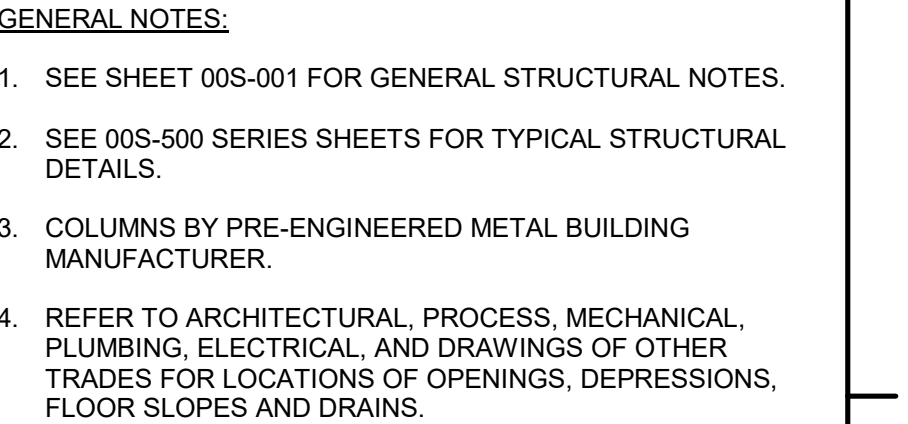 GENERAL NOTES:
1. SEE SHEET 00S-001 FOR GENERAL STRUCTURAL NOTES.
2. SEE 00S-500 SERIES SHEETS FOR TYPICAL STRUCTURAL
DETAILS.
3. COLUMNS BY PRE-ENGINEERED METAL BUILDING
MANUFACTURER.
4. REFER TO ARCHITECTURAL, PROCESS, MECHANICAL,
PLUMBING, ELECTRICAL, AND DRAWINGS OF OTHER
TRADES FOR LOCATIONS OF OPENINGS, DEPRESSIONS,
FLOOR SLOPES AND DRAINS.